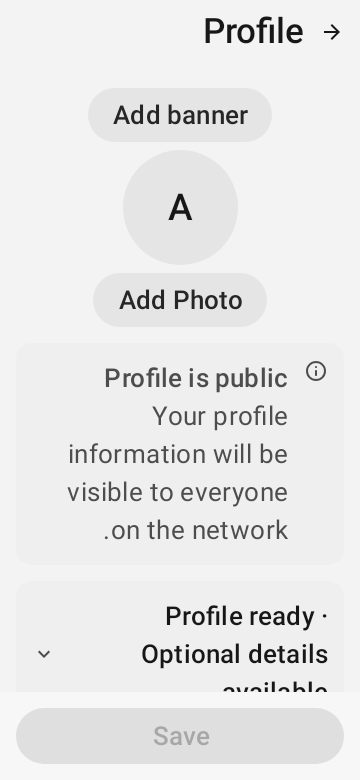 Profile
Add banner
A
Add Photo
Profile is public
Your profile
information will be
visible to everyone
.on the network
Profile ready ·
Optional details
available
Save